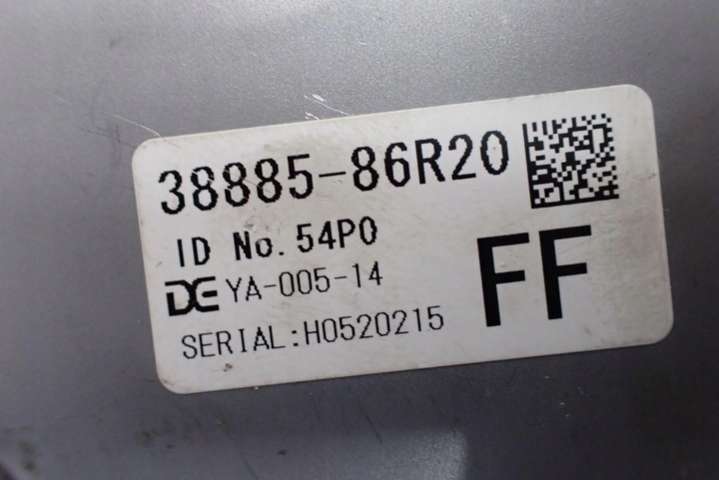 38885-86R20
ID No. 54P0
DE YA-005-14
SERIAL:H0520215
FF